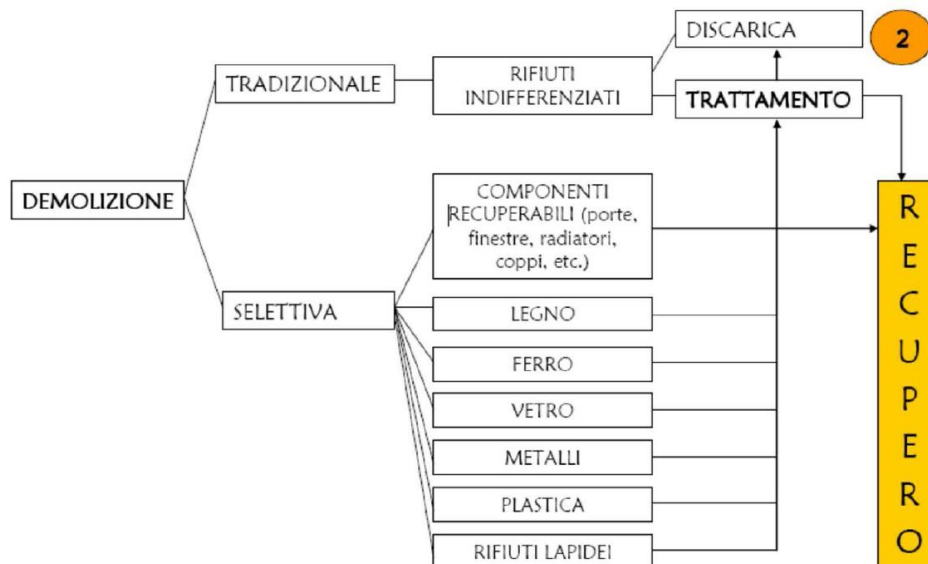 DISCARICA
2
TRADIZIONALE
RIFIUTI
INDIFFERENZIATI
TRATTAMENTO
DEMOLIZIONE
COMPONENTI
RECUPERABILI (porte,
finestre, radiatori,
coppi, etc.)
SELETTIVA
LEGNO
FERRO
VETRO
METALLI
PLASTICA
RIFIUTI LAPIDEI
R
E
C
U
P
E
R
O